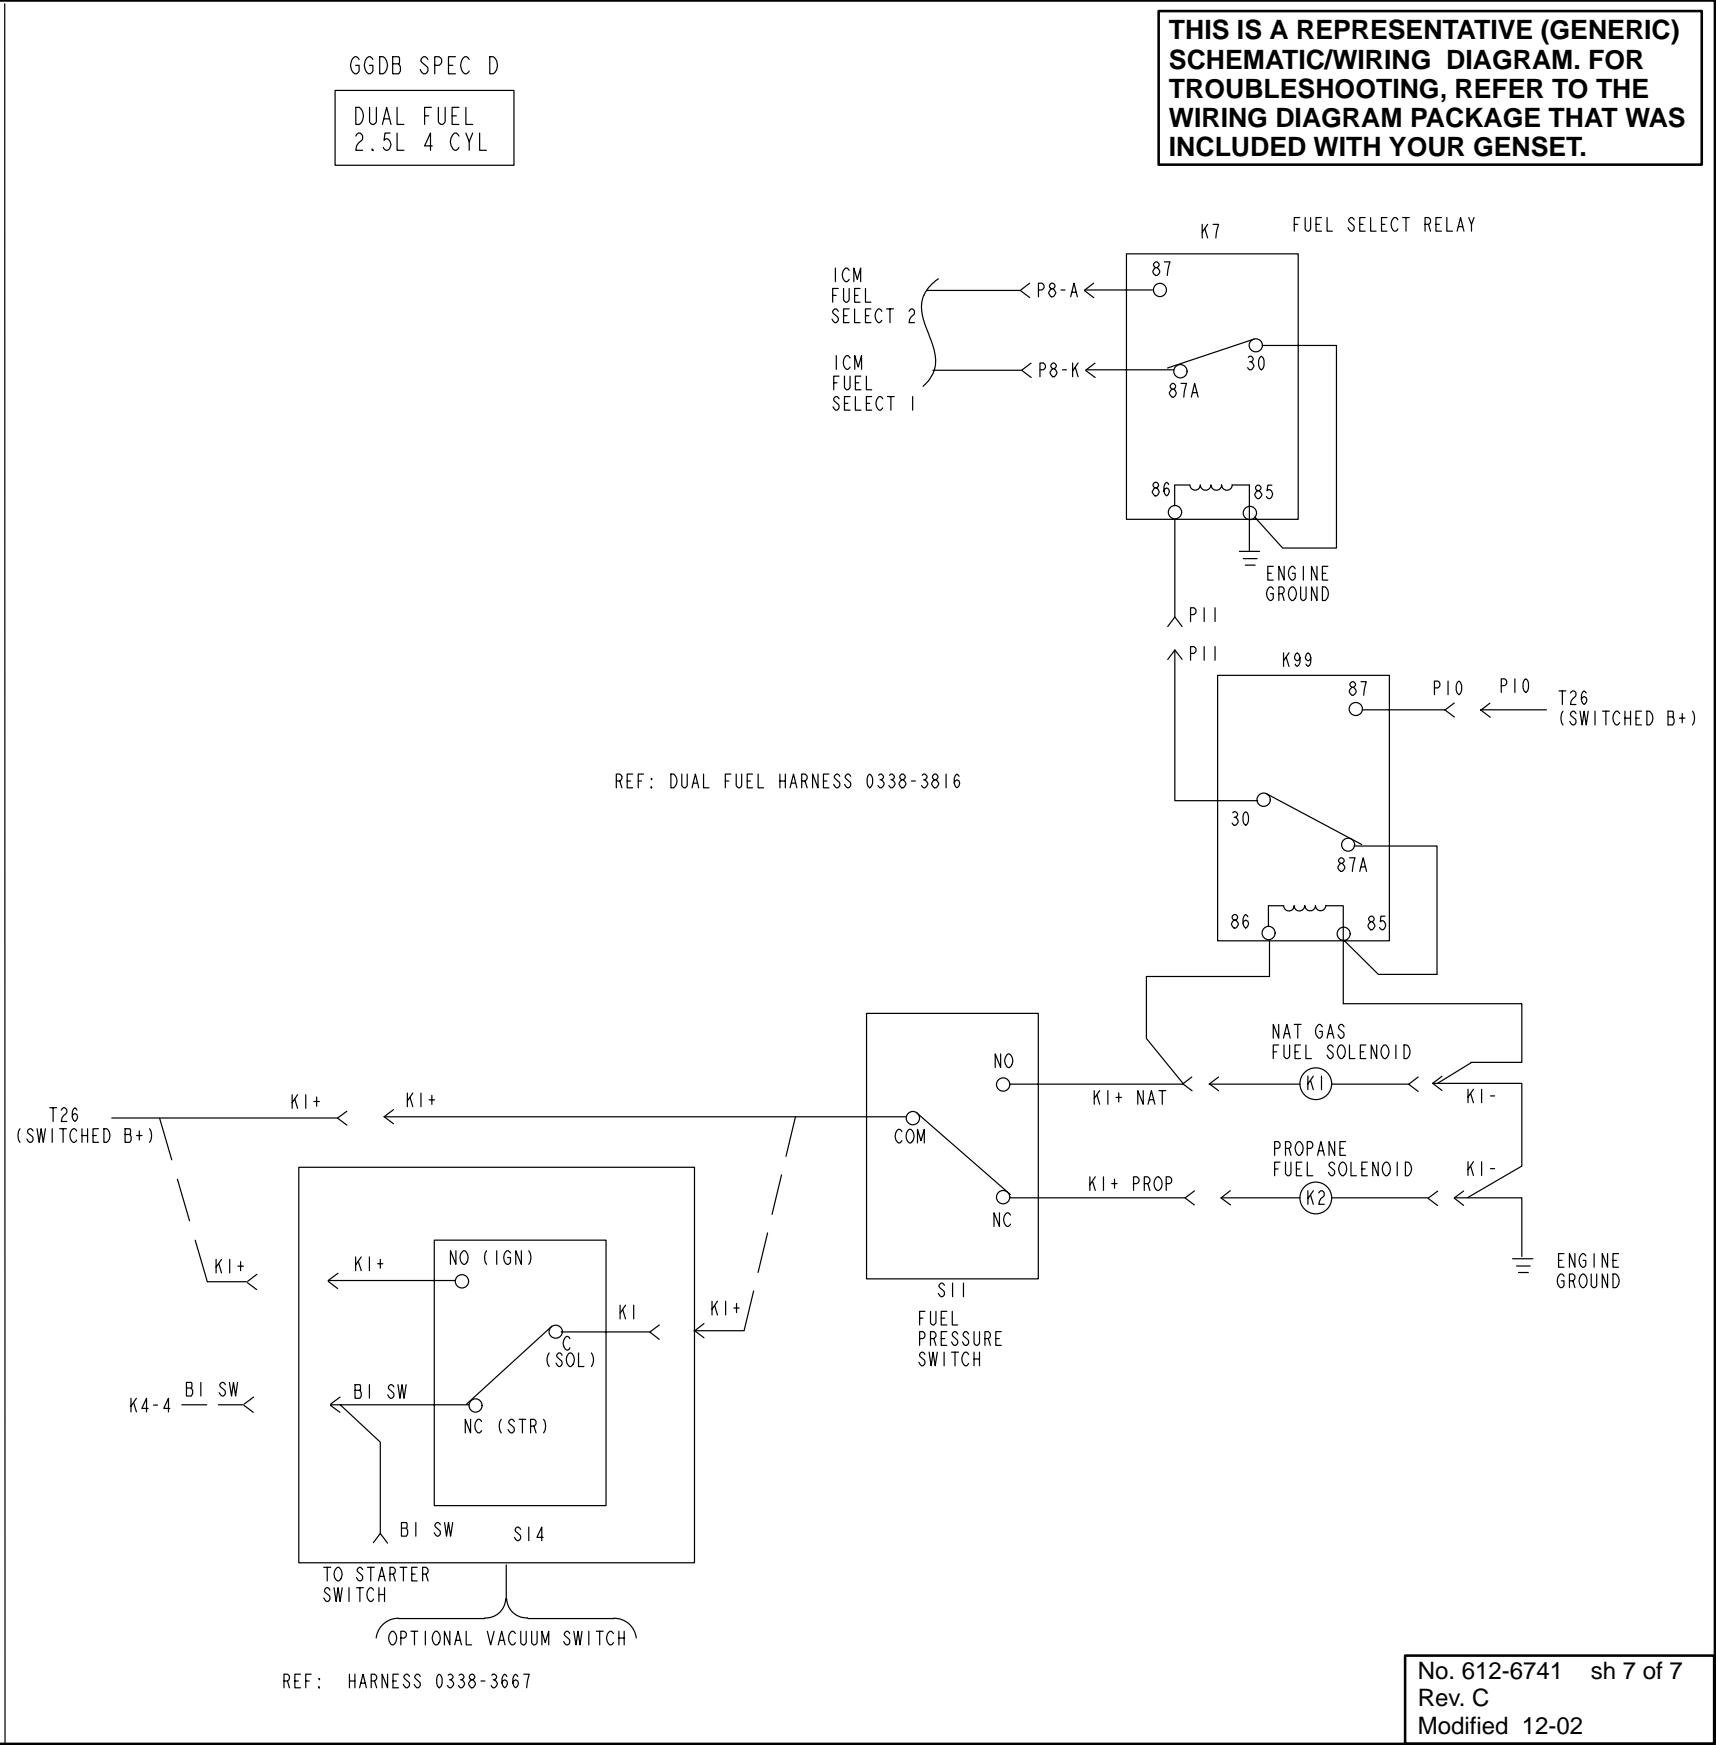 GGDB SPEC D
DUAL FUEL
2.5L 4 CYL
THIS IS A REPRESENTATIVE (GENERIC)
SCHEMATIC/WIRING DIAGRAM. FOR
TROUBLESHOOTING, REFER TO THE
WIRING DIAGRAM PACKAGE THAT WAS
INCLUDED WITH YOUR GENSET.
K7
FUEL SELECT RELAY
ICM
FUEL
SELECT 2
P8-A
87
ICM
FUEL
SELECT 1
P8-K
30
87A
86
85
ENGINE
GROUND
P11
P11
K99
87
P10
P10
T26
(SWITCHED B+)
REF: DUAL FUEL HARNESS 0338-3816
30
87A
86
85
NAT GAS
FUEL SOLENOID
NO
K1+ NAT
K1
K1-
T26
(SWITCHED B+)
K1+
K1+
COM
PROPANE
FUEL SOLENOID
K1+ PROP
K2
K1-
NC
ENGINE
GROUND
S11
FUEL
PRESSURE
SWITCH
K1+
K1+
NO (IGN)
K1
K1+
C
(SOL)
K4-4
B1 SW
B1 SW
NC (STR)
B1 SW
S14
TO STARTER
SWITCH
OPTIONAL VACUUM SWITCH
REF: HARNESS 0338-3667
No. 612-6741 sh 7 of 7
Rev. C
Modified 12-02